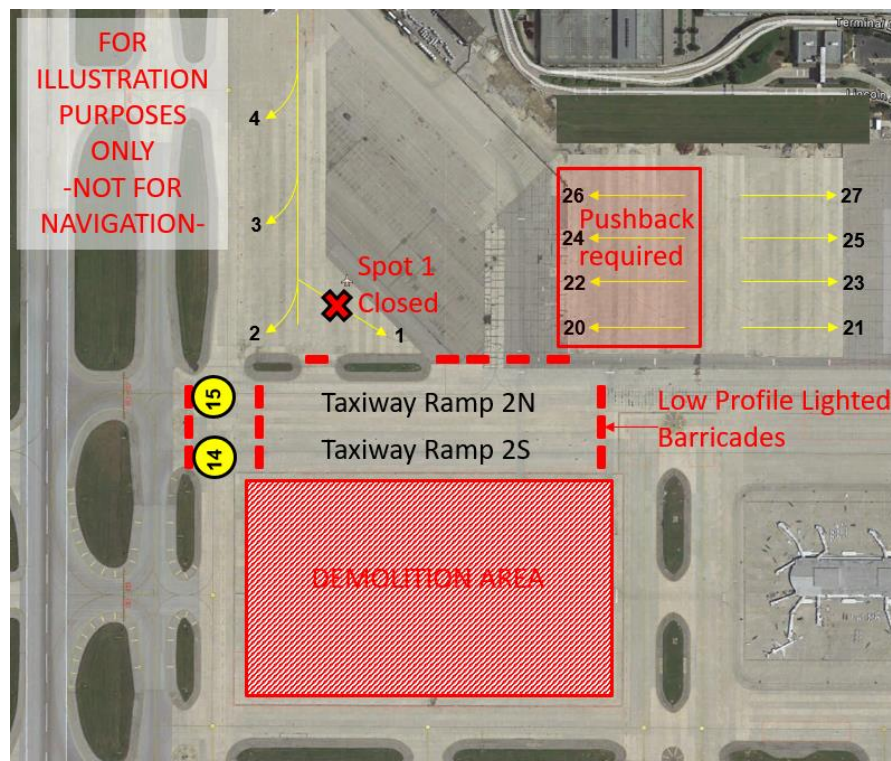 FOR
ILLUSTRATION
PURPOSES
ONLY
-NOT FOR
NAVIGATION-
Terminal
4
3
2
Spot 1
Closed
1
26
24
22
20
Pushback
required
27
25
23
21
15
14
Taxiway Ramp 2N
Taxiway Ramp 2S
Low Profile Lighted
Barricades
DEMOLITION AREA